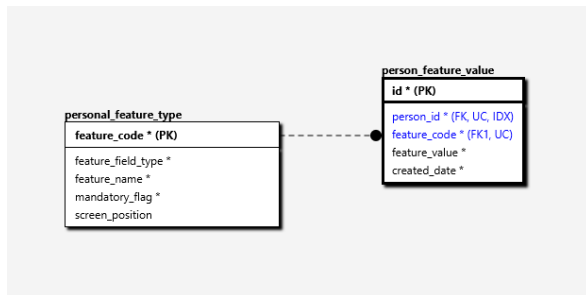 personal_feature_type
feature_code * (PK)
feature_field_type *
feature_name *
mandatory_flag *
screen_position
person_feature_value
id * (PK)
person_id * (FK, UC, IDX)
feature_code * (FK1, UC)
feature_value *
created_date *